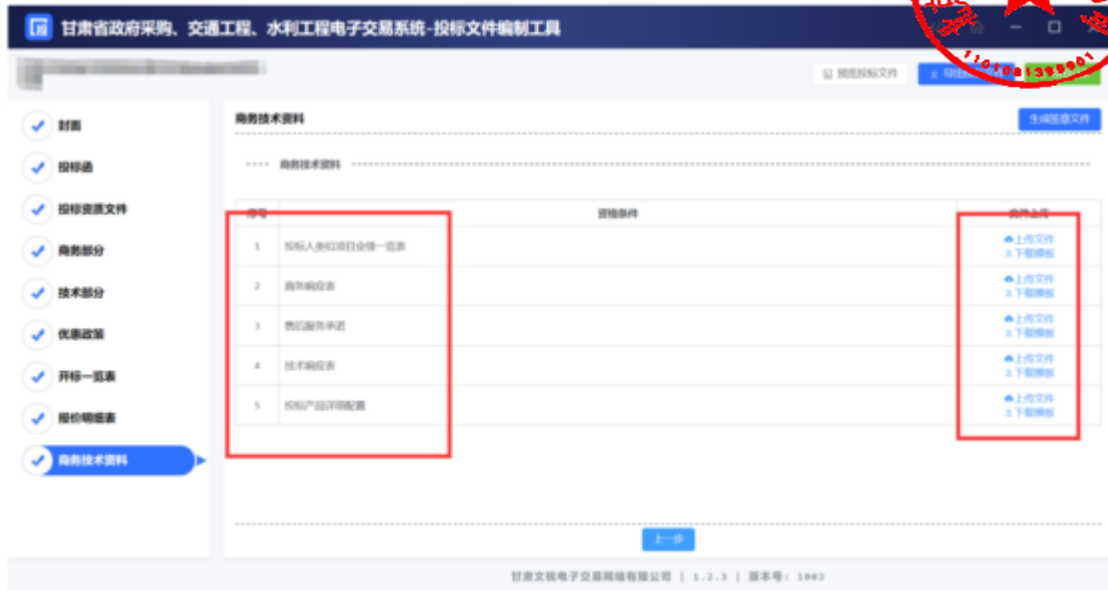 甘肃省政府采购、交通工程、水利工程电子交易系统-投标文件编制工具
预览投标文件
1101081399901
封面
投标函
投标资质文件
商务部分
技术部分
优惠政策
开标一览表
报价明细表
商务技术资料
商务技术资料
生成签章文件
商务技术资料
序号 资格条件 文件上传
1 投标人类似项目业绩一览表 上传文件
下载模板
2 商务响应表 上传文件
下载模板
3 售后服务承诺 上传文件
下载模板
4 技术响应表 上传文件
下载模板
5 投标产品详细配置 上传文件
下载模板
上一步
甘肃文锐电子交易网络有限公司 | 1.2.3 | 版本号: 1002